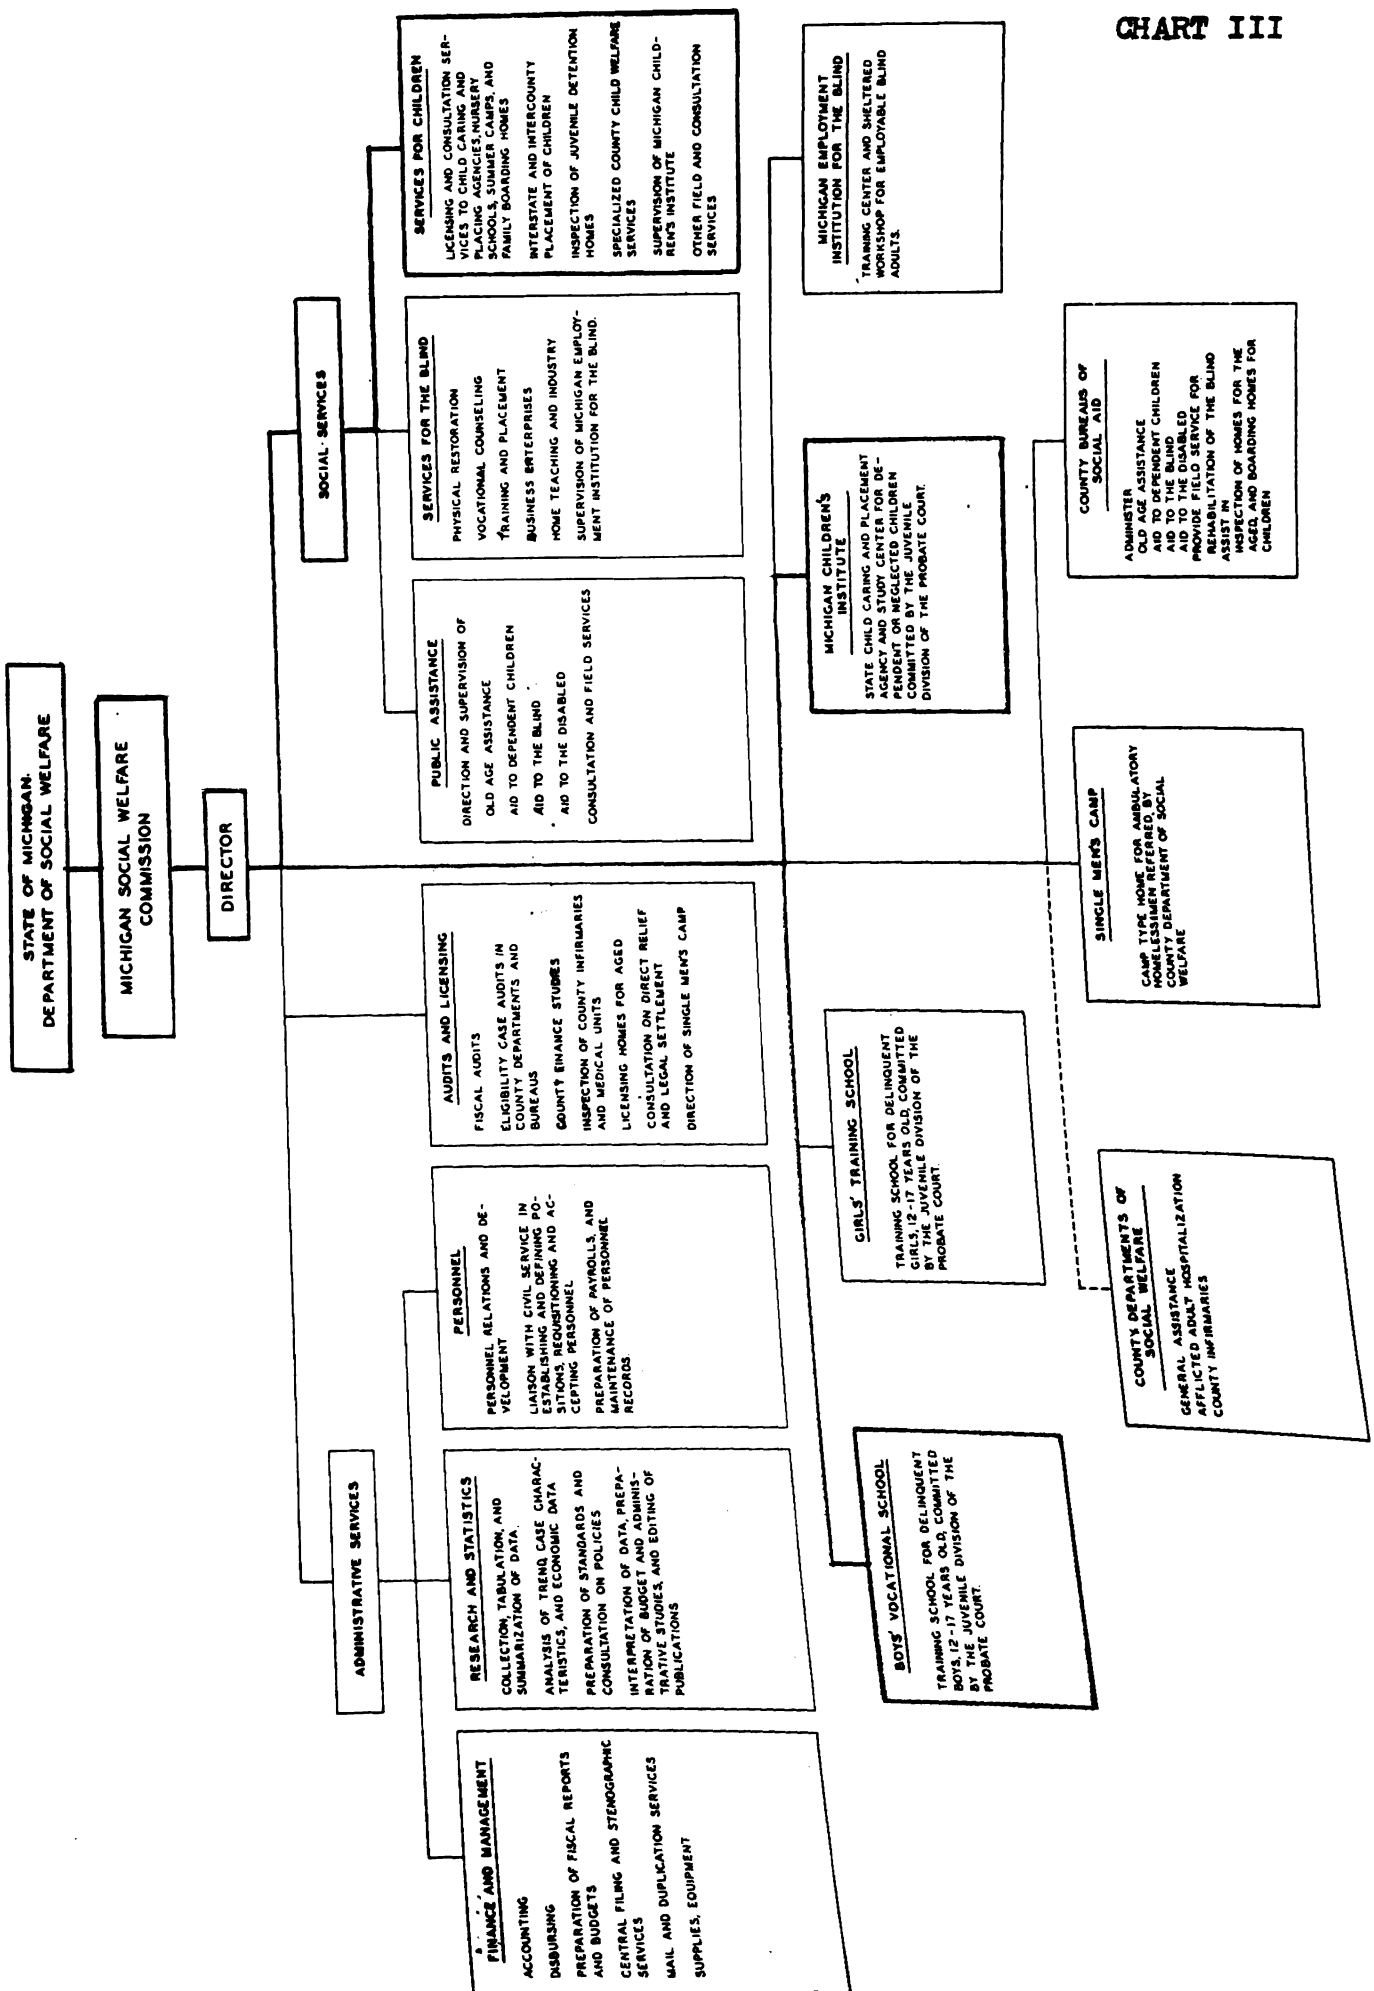 CHART III
STATE OF MICHIGAN.
DEPARTMENT OF SOCIAL WELFARE
MICHIGAN SOCIAL WELFARE
COMMISSION
DIRECTOR
ADMINISTRATIVE SERVICES
SOCIAL SERVICES
FINANCE AND MANAGEMENT
ACCOUNTING
DISBURSING
PREPARATION OF FISCAL REPORTS
AND BUDGETS
CENTRAL FILING AND STENOGRAPHIC
SERVICES
MAIL AND DUPLICATION SERVICES
SUPPLIES, EQUIPMENT
RESEARCH AND STATISTICS
COLLECTION, TABULATION, AND
SUMMARIZATION OF DATA.
ANALYSIS OF TREND, CASE CHARAC-
TERISTICS, AND ECONOMIC DATA
PREPARATION OF STANDARDS AND
CONSULTATION ON POLICIES
INTERPRETATION OF DATA, PREPA-
RATION OF BUDGET AND ADMINIS-
TRATIVE STUDIES, AND EDITING OF
PUBLICATIONS
PERSONNEL
PERSONNEL RELATIONS AND DE-
VELOPMENT
LIAISON WITH CIVIL SERVICE IN
ESTABLISHING AND DEFINING PO-
SITIONS, REQUISITIONING AND AC-
CEPTING PERSONNEL
PREPARATION OF PAYROLLS, AND
MAINTENANCE OF PERSONNEL
RECORDS.
AUDITS AND LICENSING
FISCAL AUDITS
ELIGIBILITY CASE AUDITS IN
COUNTY DEPARTMENTS AND
BUREAUS
COUNTY FINANCE STUDIES
INSPECTION OF COUNTY INFIRMARIES
AND MEDICAL UNITS
LICENSING HOMES FOR AGED
CONSULTATION ON DIRECT RELIEF
AND LEGAL SETTLEMENT
DIRECTION OF SINGLE MEN'S CAMP
PUBLIC ASSISTANCE
DIRECTION AND SUPERVISION OF
OLD AGE ASSISTANCE
AID TO DEPENDENT CHILDREN
AID TO THE BLIND
AID TO THE DISABLED
CONSULTATION AND FIELD SERVICES
SERVICES FOR THE BLIND
PHYSICAL RESTORATION
VOCATIONAL COUNSELING
TRAINING AND PLACEMENT
BUSINESS ENTERPRISES
HOME TEACHING AND INDUSTRY
SUPERVISION OF MICHIGAN EMPLOY-
MENT INSTITUTION FOR THE BLIND.
SERVICES FOR CHILDREN
LICENSING AND CONSULTATION SER-
VICES TO CHILD CARING AND
PLACING AGENCIES, NURSERY
SCHOOLS, SUMMER CAMPS, AND
FAMILY BOARDING HOMES
INTERSTATE AND INTERCOUNTY
PLACEMENT OF CHILDREN
INSPECTION OF JUVENILE DETENTION
HOMES
SPECIALIZED COUNTY CHILD WELFARE
SERVICES
SUPERVISION OF MICHIGAN CHILD-
REN'S INSTITUTE
OTHER FIELD AND CONSULTATION
SERVICES
BOYS' VOCATIONAL SCHOOL
TRAINING SCHOOL FOR DELINQUENT
BOYS, 12-17 YEARS OLD, COMMITTED
BY THE JUVENILE DIVISION OF THE
PROBATE COURT.
GIRLS' TRAINING SCHOOL
TRAINING SCHOOL FOR DELINQUENT
GIRLS, 12-17 YEARS OLD, COMMITTED
BY THE JUVENILE DIVISION OF THE
PROBATE COURT.
MICHIGAN CHILDREN'S
INSTITUTE
STATE CHILD CARING AND PLACEMENT
AGENCY AND STUDY CENTER FOR DE-
PENDENT OR NEGLECTED CHILDREN
COMMITTED BY THE JUVENILE
DIVISION OF THE PROBATE COURT.
MICHIGAN EMPLOYMENT
INSTITUTION FOR THE BLIND
TRAINING CENTER AND SHELTERED
WORKSHOP FOR EMPLOYABLE BLIND
ADULTS.
COUNTY DEPARTMENTS OF
SOCIAL WELFARE
GENERAL ASSISTANCE
AFFLICTED ADULT HOSPITALIZATION
COUNTY INFIRMARIES
SINGLE MEN'S CAMP
CAMP TYPE HOME FOR AMBULATORY
HOMELESS MEN REFERRED BY
COUNTY DEPARTMENT OF SOCIAL
WELFARE
COUNTY BUREAUS OF
SOCIAL AID
ADMINISTER
OLD AGE ASSISTANCE
AID TO DEPENDENT CHILDREN
AID TO THE BLIND
AID TO THE DISABLED
PROVIDE FIELD SERVICE FOR
REHABILITATION OF THE BLIND
ASSIST IN
INSPECTION OF HOMES FOR THE
AGED, AND BOARDING HOMES FOR
CHILDREN